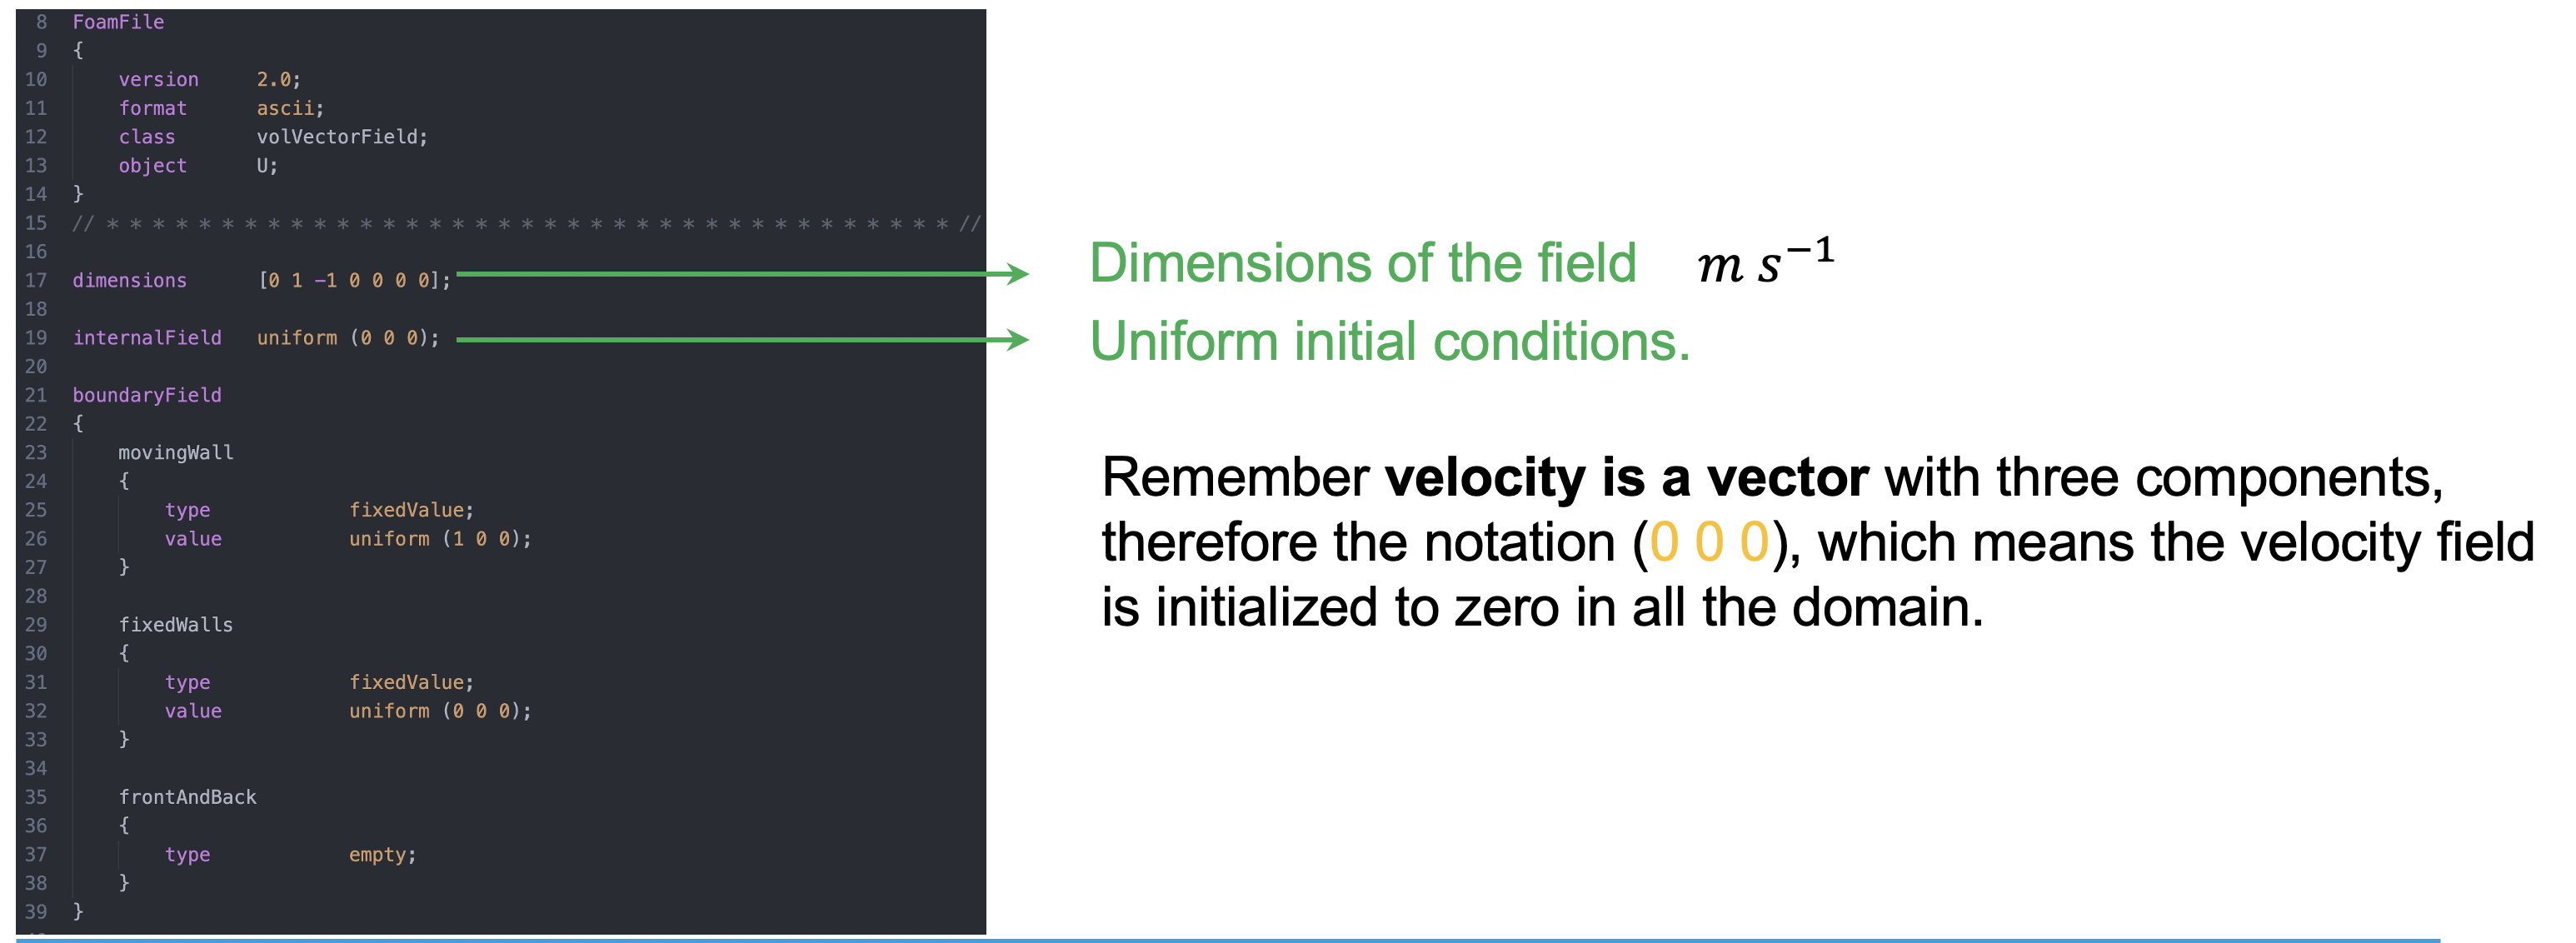 8 FoamFile
9 {
10     version     2.0;
11     format      ascii;
12     class       volVectorField;
13     object      U;
14 }
15 // * * * * * * * * * * * * * * * * * * * * * * * * * * * * * * * * * * * * * //
16
17 dimensions      [0 1 -1 0 0 0 0];
18
19 internalField   uniform (0 0 0);
20
21 boundaryField
22 {
23     movingWall
24     {
25         type            fixedValue;
26         value           uniform (1 0 0);
27     }
28
29     fixedWalls
30     {
31         type            fixedValue;
32         value           uniform (0 0 0);
33     }
34
35     frontAndBack
36     {
37         type            empty;
38     }
39 }
Dimensions of the field m s⁻¹
Uniform initial conditions.
Remember velocity is a vector with three components,
therefore the notation (0 0 0), which means the velocity field
is initialized to zero in all the domain.